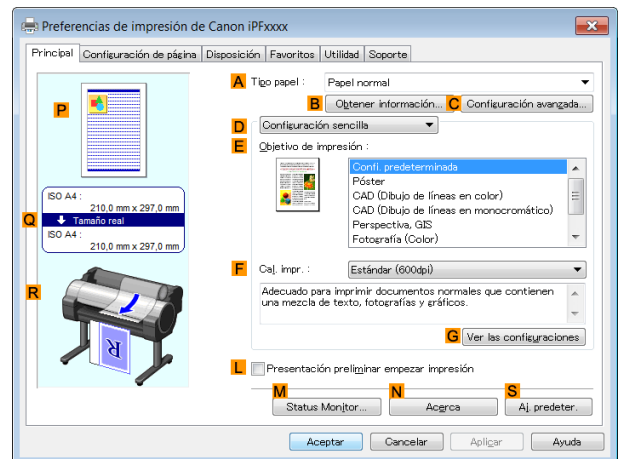 Preferencias de impresión de Canon iPFxxxx
Principal Configuración de página Disposición Favoritos Utilidad Soporte
A Tipo papel : Papel normal
B Obtener información... C Configuración avanzada...
D Configuración sencilla
E Objetivo de impresión :
Confi. predeterminada
Póster
CAD (Dibujo de líneas en color)
CAD (Dibujo de líneas en monocromático)
Perspectiva, GIS
Fotografía (Color)
P
ISO A4 :
210,0 mm x 297,0 mm
Q Tamaño real
ISO A4 :
210,0 mm x 297,0 mm
R
R
F Cal. impr. : Estándar (600dpi)
Adecuado para imprimir documentos normales que contienen
una mezcla de texto, fotografías y gráficos.
G Ver las configuraciones
L Presentación preliminar empezar impresión
M Status Monitor... N Acerca S Aj. predeter.
Aceptar Cancelar Aplicar Ayuda